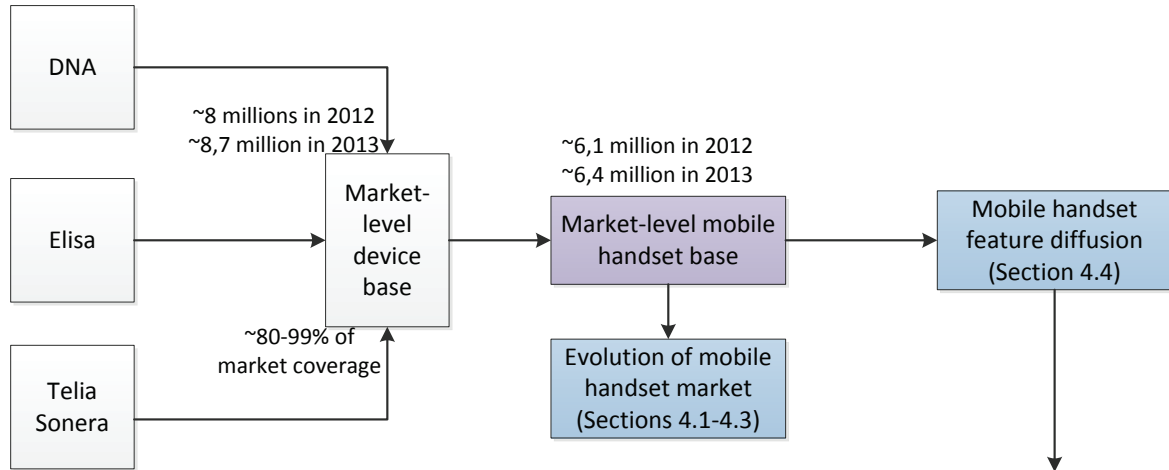 DNA
~8 millions in 2012
~8,7 million in 2013
Elisa
Market-
level
device
base
~80-99% of
market coverage
Telia
Sonera
~6,1 million in 2012
~6,4 million in 2013
Market-level mobile
handset base
Evolution of mobile
handset market
(Sections 4.1-4.3)
Mobile handset
feature diffusion
(Section 4.4)